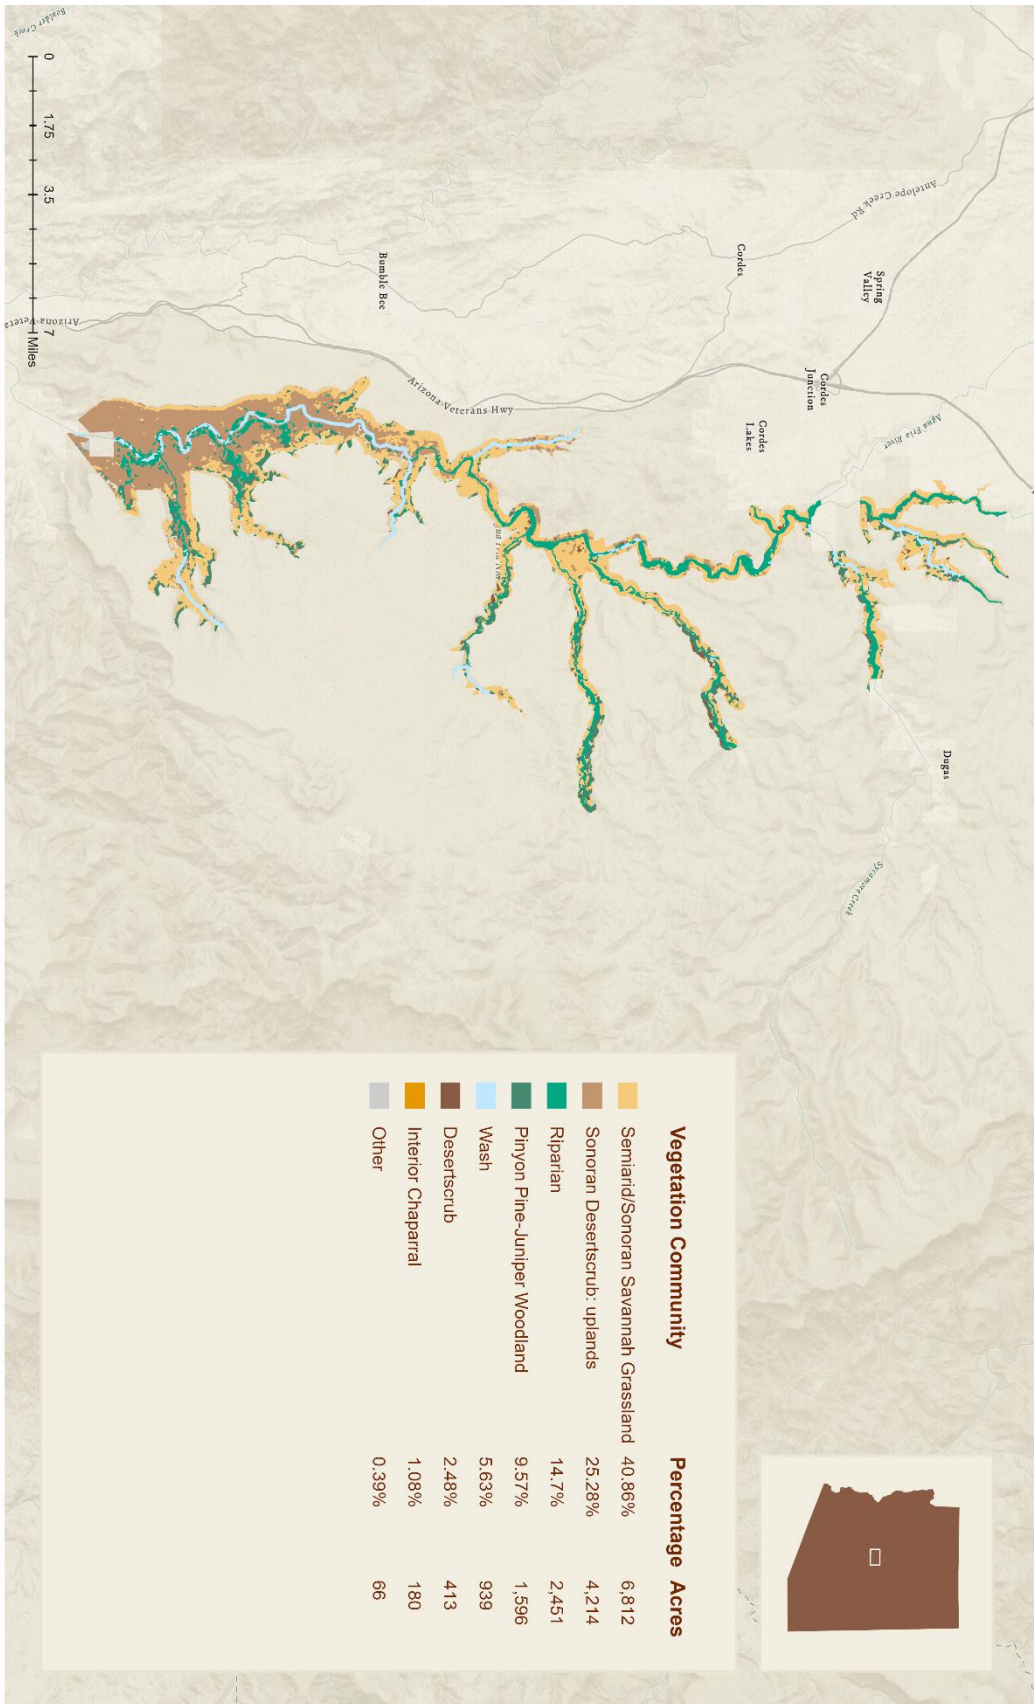 Boulder Creek
0 1.75 3.5 7 Miles
Antelope Creek Rd
Spring
Valley
Cordes
Cordes
Junction
Bumble Bee
Arizona Veterans Hwy
Cordes
Lakes
Agua Fria River
Dugas
Sycamore Creek
Vegetation Community Percentage Acres
Semiarid/Sonoran Savannah Grassland 40.86% 6,812
Sonoran Desertscrub: uplands 25.28% 4,214
Riparian 14.7% 2,451
Pinyon Pine-Juniper Woodland 9.57% 1,596
Wash 5.63% 939
Desertscrub 2.48% 413
Interior Chaparral 1.08% 180
Other 0.39% 66